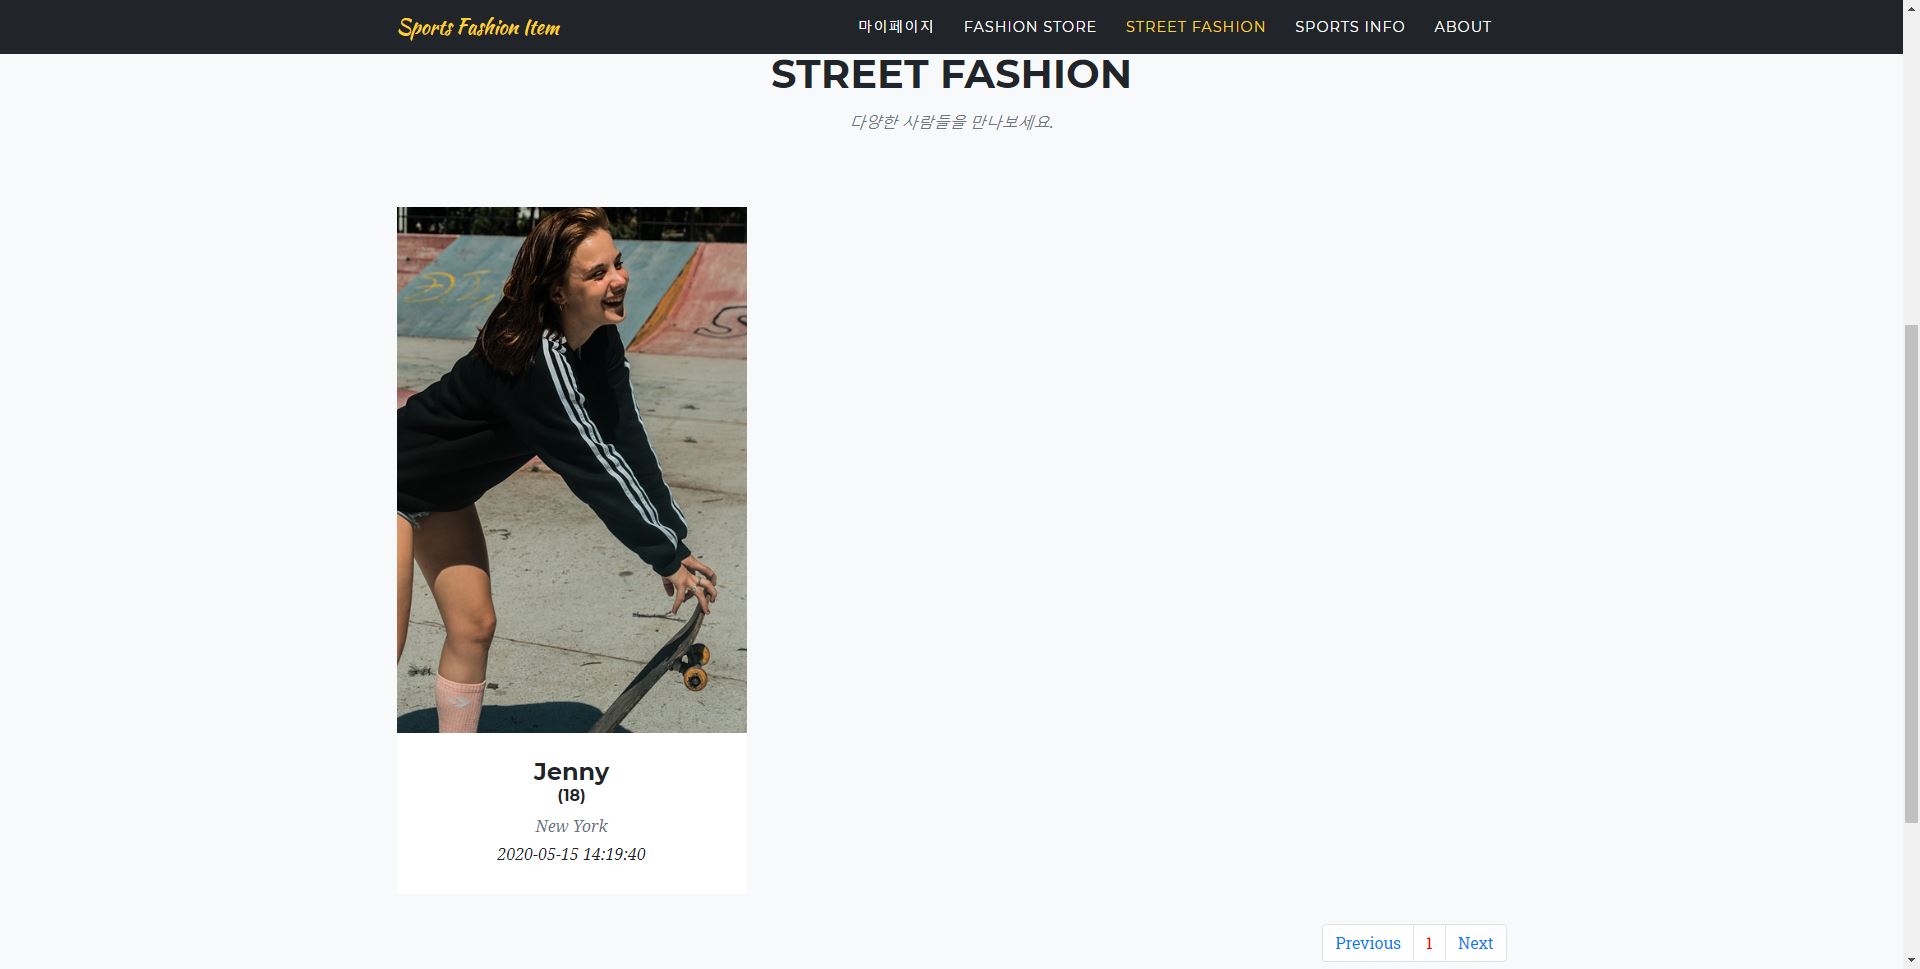 Sports Fashion Item
마이페이지
FASHION STORE
STREET FASHION
SPORTS INFO
ABOUT
STREET FASHION
다양한 사람들을 만나보세요.
Jenny
(18)
New York
2020-05-15 14:19:40
Previous
1
Next